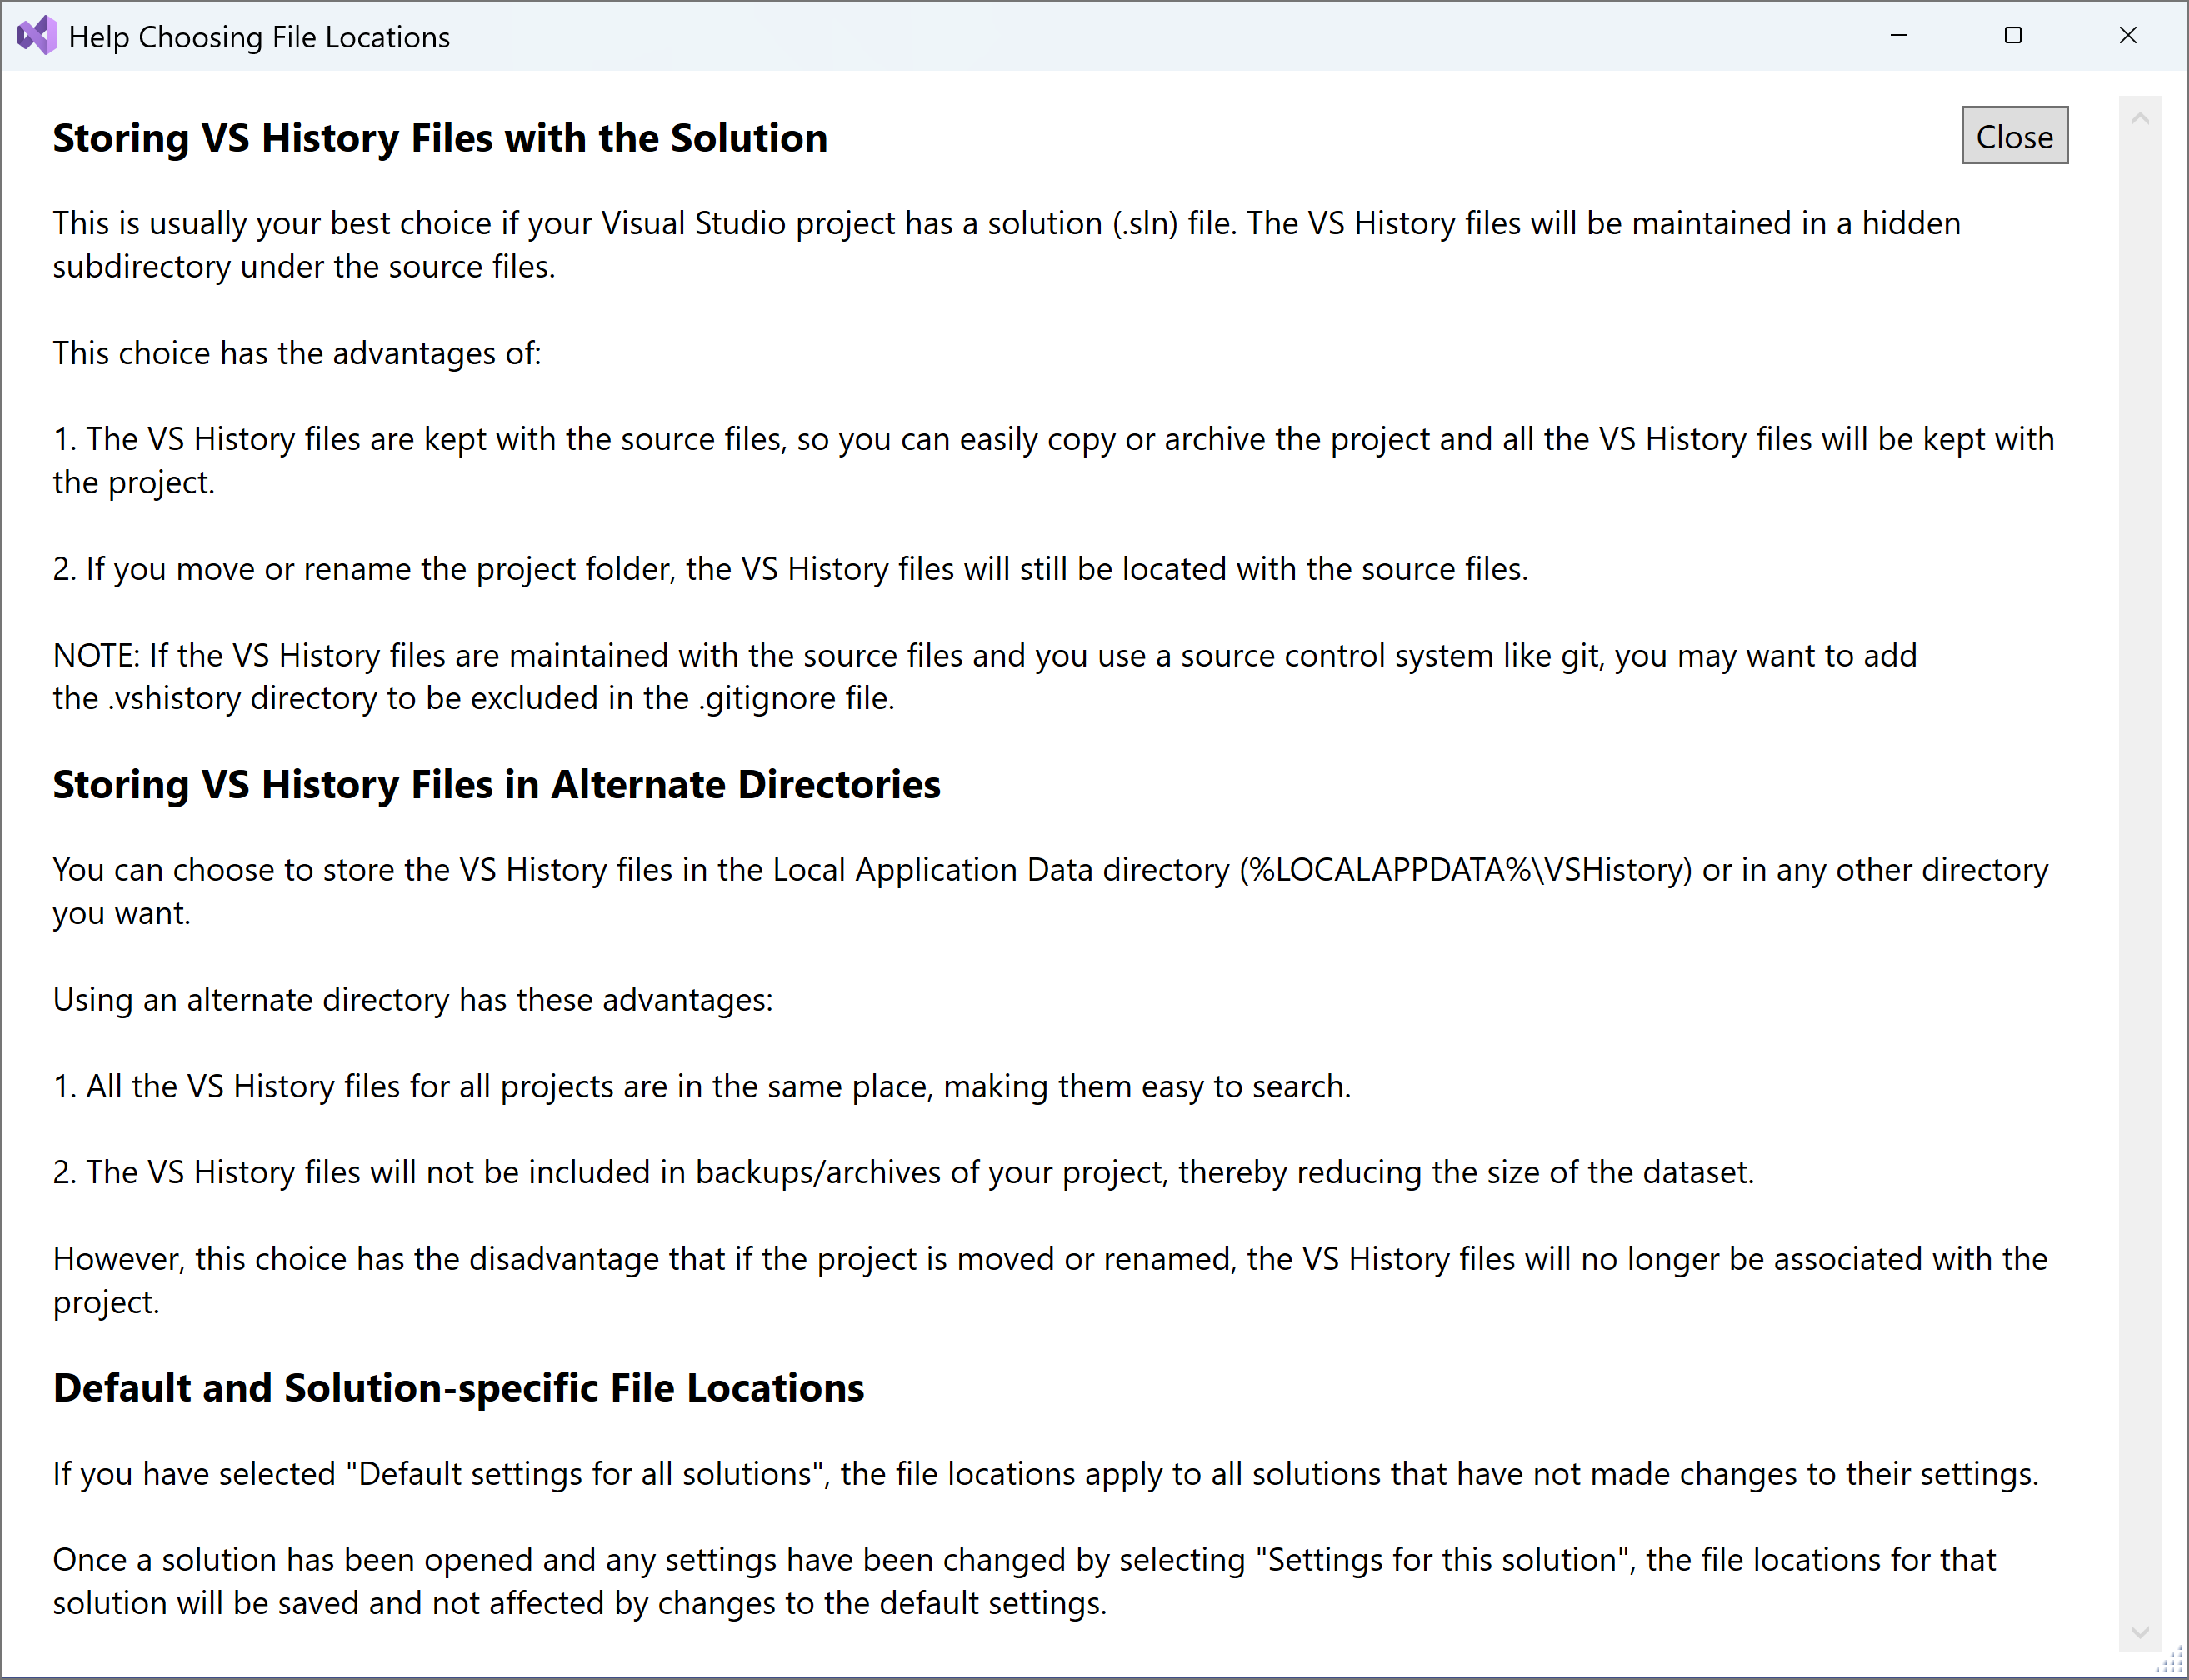 Help Choosing File Locations
Storing VS History Files with the Solution
Close
This is usually your best choice if your Visual Studio project has a solution (.sln) file. The VS History files will be maintained in a hidden
subdirectory under the source files.
This choice has the advantages of:
1. The VS History files are kept with the source files, so you can easily copy or archive the project and all the VS History files will be kept with
the project.
2. If you move or rename the project folder, the VS History files will still be located with the source files.
NOTE: If the VS History files are maintained with the source files and you use a source control system like git, you may want to add
the .vshistory directory to be excluded in the .gitignore file.
Storing VS History Files in Alternate Directories
You can choose to store the VS History files in the Local Application Data directory (%LOCALAPPDATA%\VSHistory) or in any other directory
you want.
Using an alternate directory has these advantages:
1. All the VS History files for all projects are in the same place, making them easy to search.
2. The VS History files will not be included in backups/archives of your project, thereby reducing the size of the dataset.
However, this choice has the disadvantage that if the project is moved or renamed, the VS History files will no longer be associated with the
project.
Default and Solution-specific File Locations
If you have selected "Default settings for all solutions", the file locations apply to all solutions that have not made changes to their settings.
Once a solution has been opened and any settings have been changed by selecting "Settings for this solution", the file locations for that
solution will be saved and not affected by changes to the default settings.